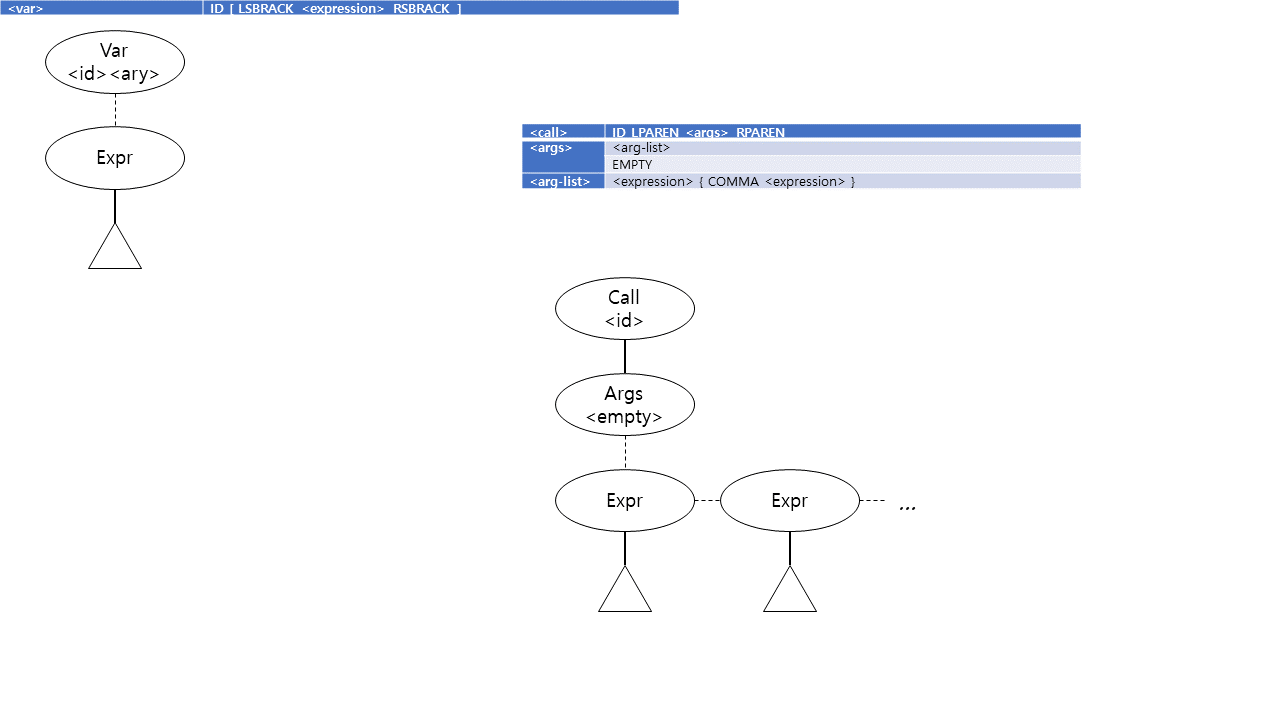 <var> ID [ LSBRACK <expression> RSBRACK ]
Var
<id> <ary>
Expr
<call> ID LPAREN <args> RPAREN
<args> <arg-list>
EMPTY
<arg-list> <expression> { COMMA <expression> }
Call
<id>
Args
<empty>
Expr Expr ...